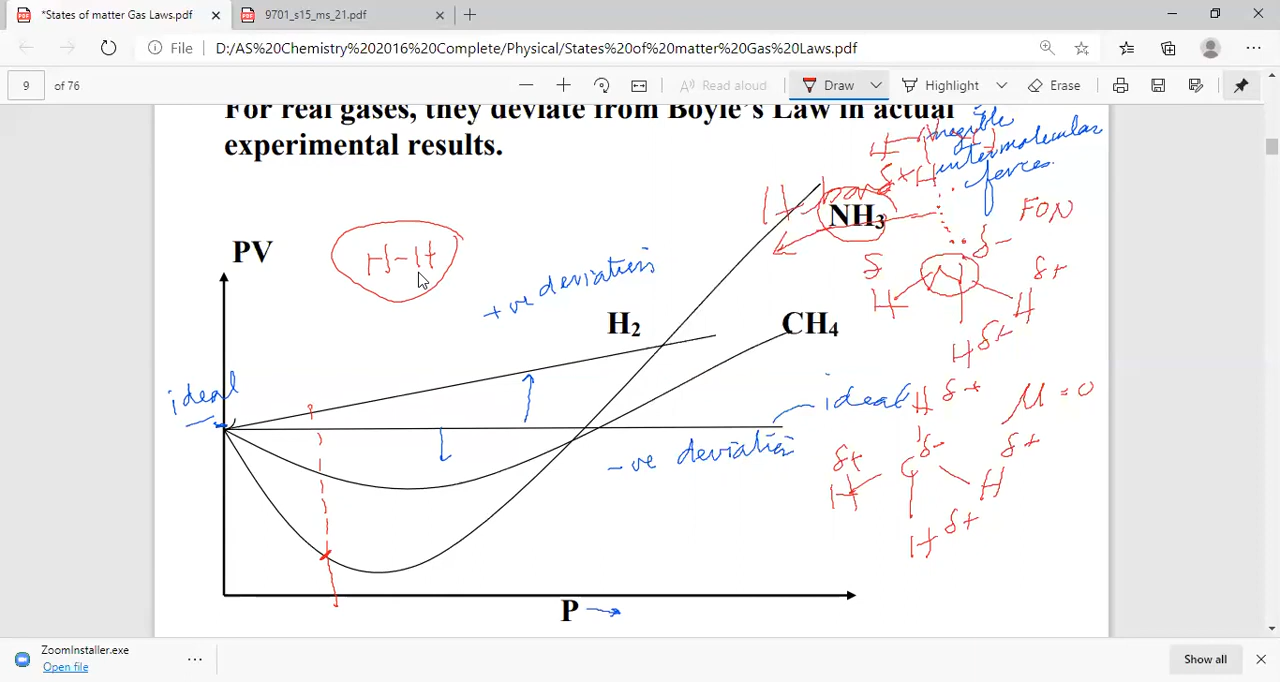 *States of matter Gas Laws.pdf
9701_s15_ms_21.pdf
File
D:/AS%20Chemistry%202016%20Complete/Physical/States%20of%20matter%20Gas%20Laws.pdf
9 of 76
Read aloud
Draw
Highlight
Erase
For real gases, they deviate from Boyle's Law in actual
experimental results.
intermolecular
forces
H-bond
NH3
FON
PV
H-H
+ve deviation
H2
CH4
ideal
ideal
-ve deviation
μ = 0
δ-
δ+
H
H
δ+
H
δ+
H
δ+
δ-
δ+
δ+
H
C
H
δ+
H
P
ZoomInstaller.exe
Open file
Show all